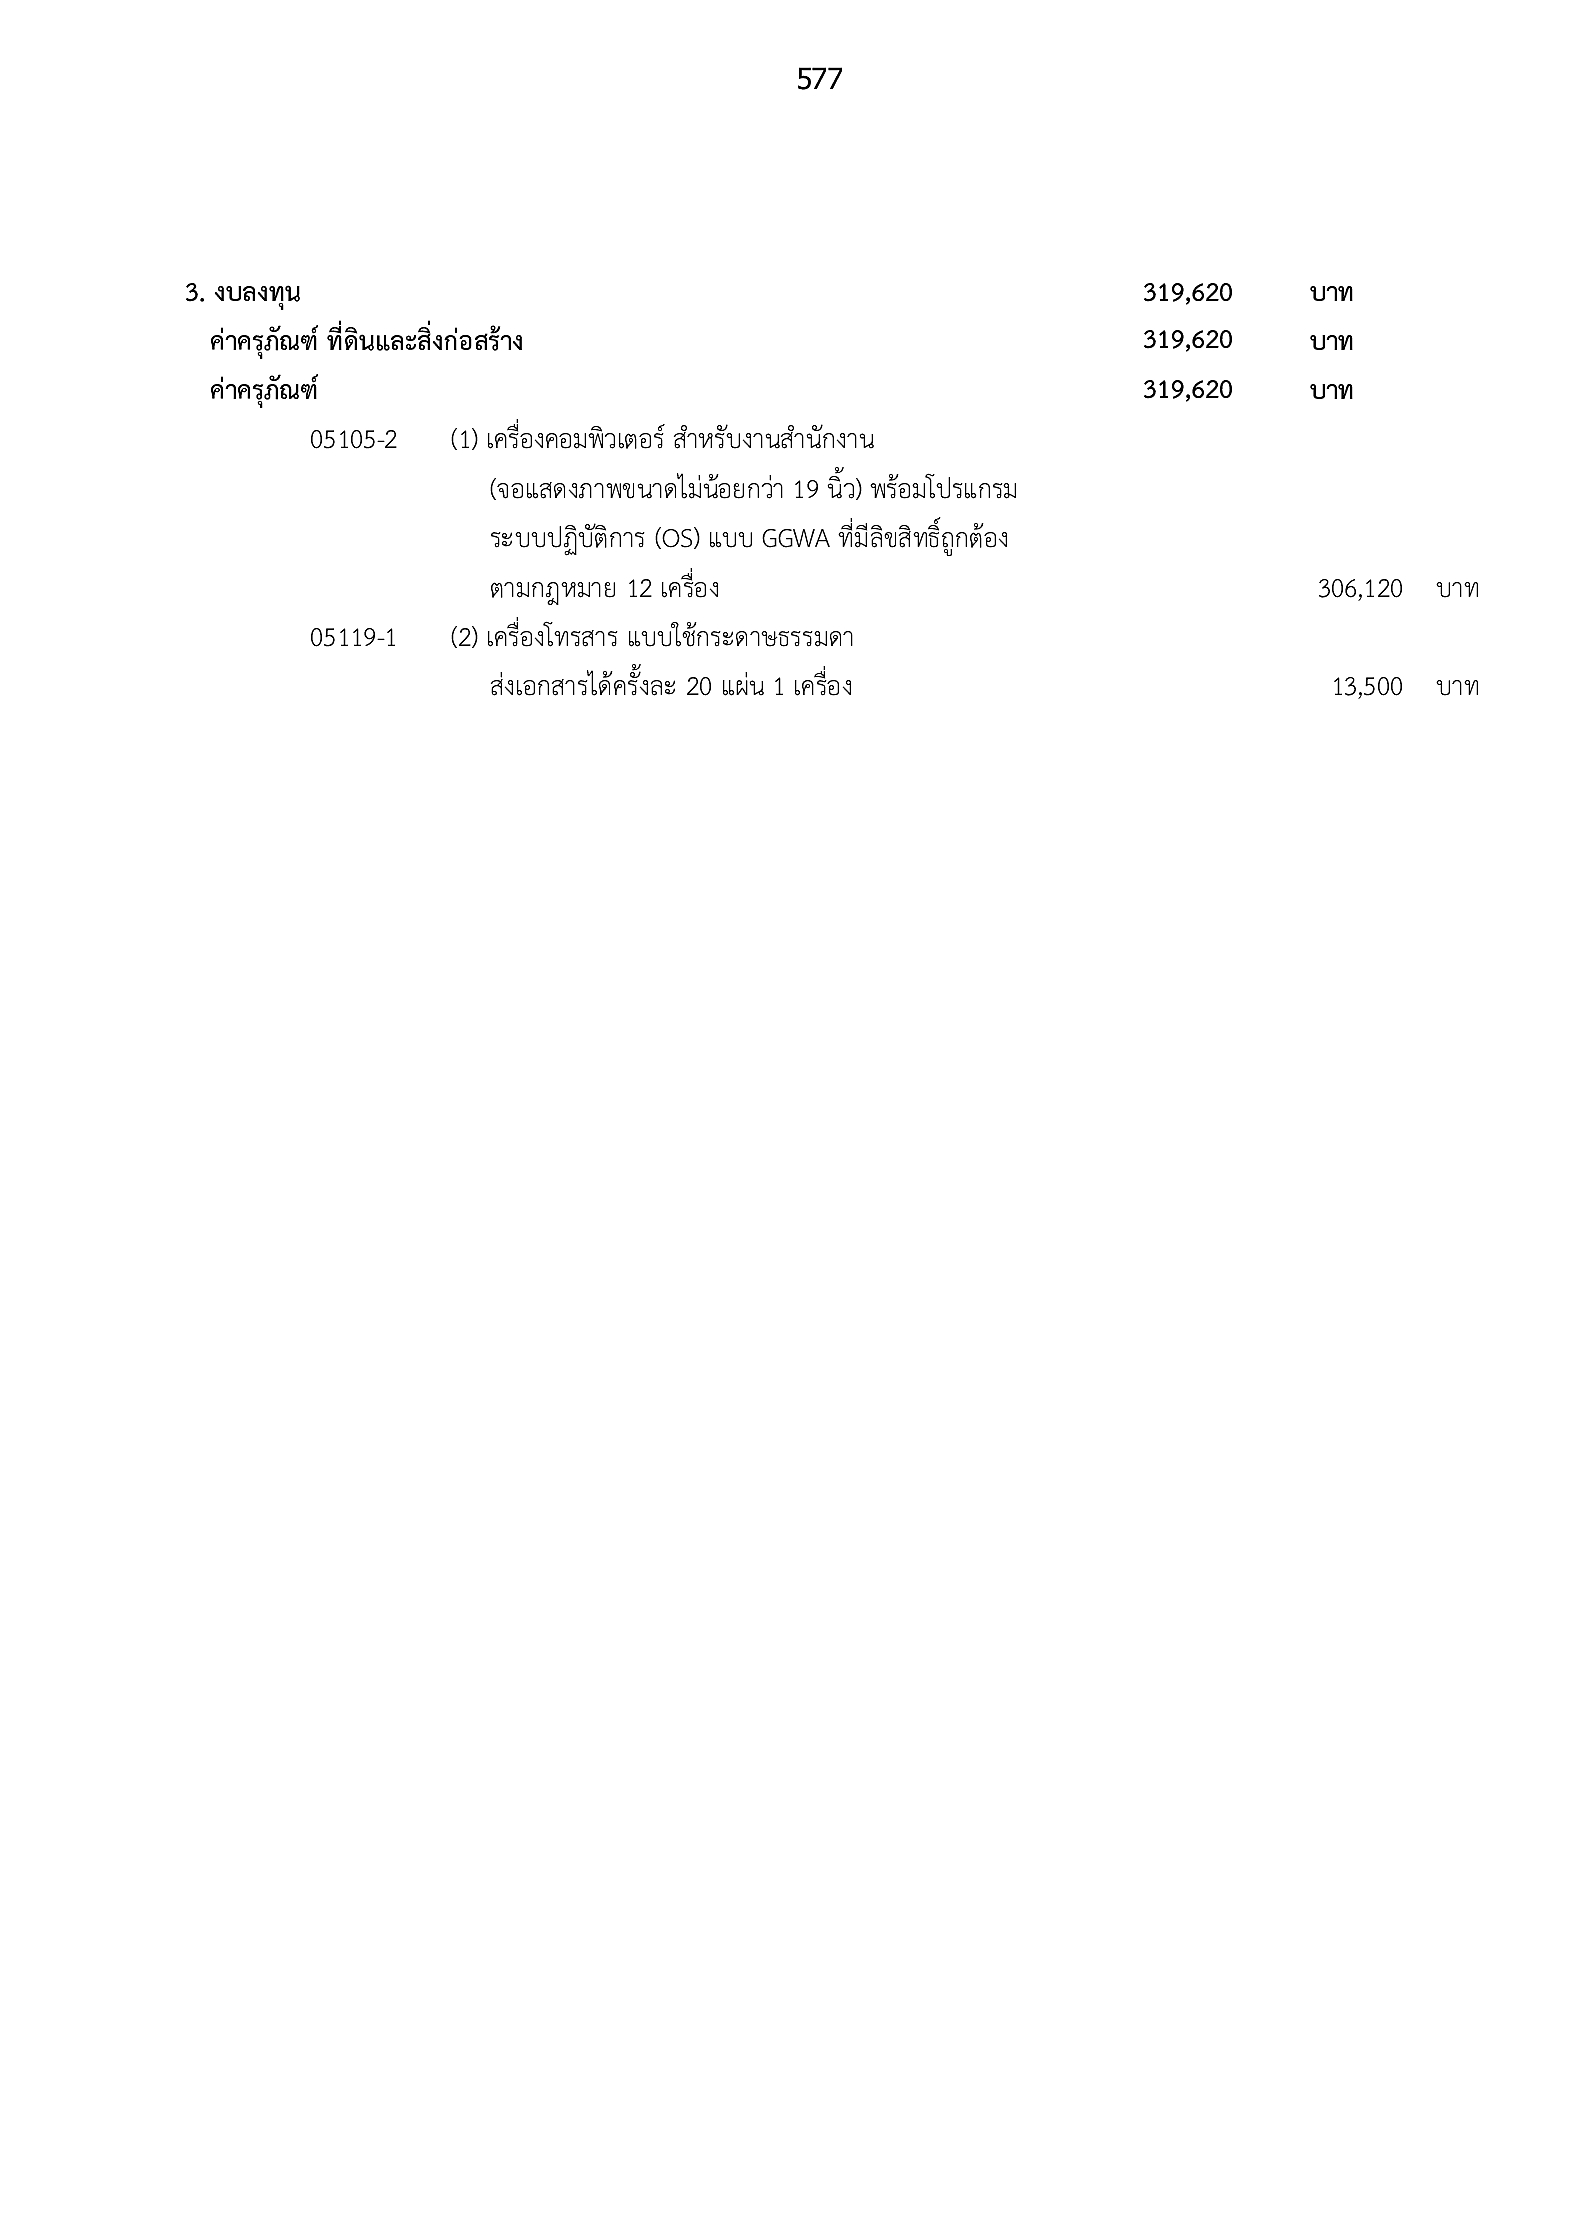 577
3. งบลงทุน 319,620 บาท
ค่าครุภัณฑ์ ที่ดินและสิ่งก่อสร้าง 319,620 บาท
ค่าครุภัณฑ์ 319,620 บาท
05105-2 (1) เครื่องคอมพิวเตอร์ สำหรับงานสำนักงาน
(จอแสดงภาพขนาดไม่น้อยกว่า 19 นิ้ว) พร้อมโปรแกรม
ระบบปฏิบัติการ (OS) แบบ GGWA ที่มีลิขสิทธิ์ถูกต้อง
ตามกฎหมาย 12 เครื่อง 306,120 บาท
05119-1 (2) เครื่องโทรสาร แบบใช้กระดาษธรรมดา
ส่งเอกสารได้ครั้งละ 20 แผ่น 1 เครื่อง 13,500 บาท